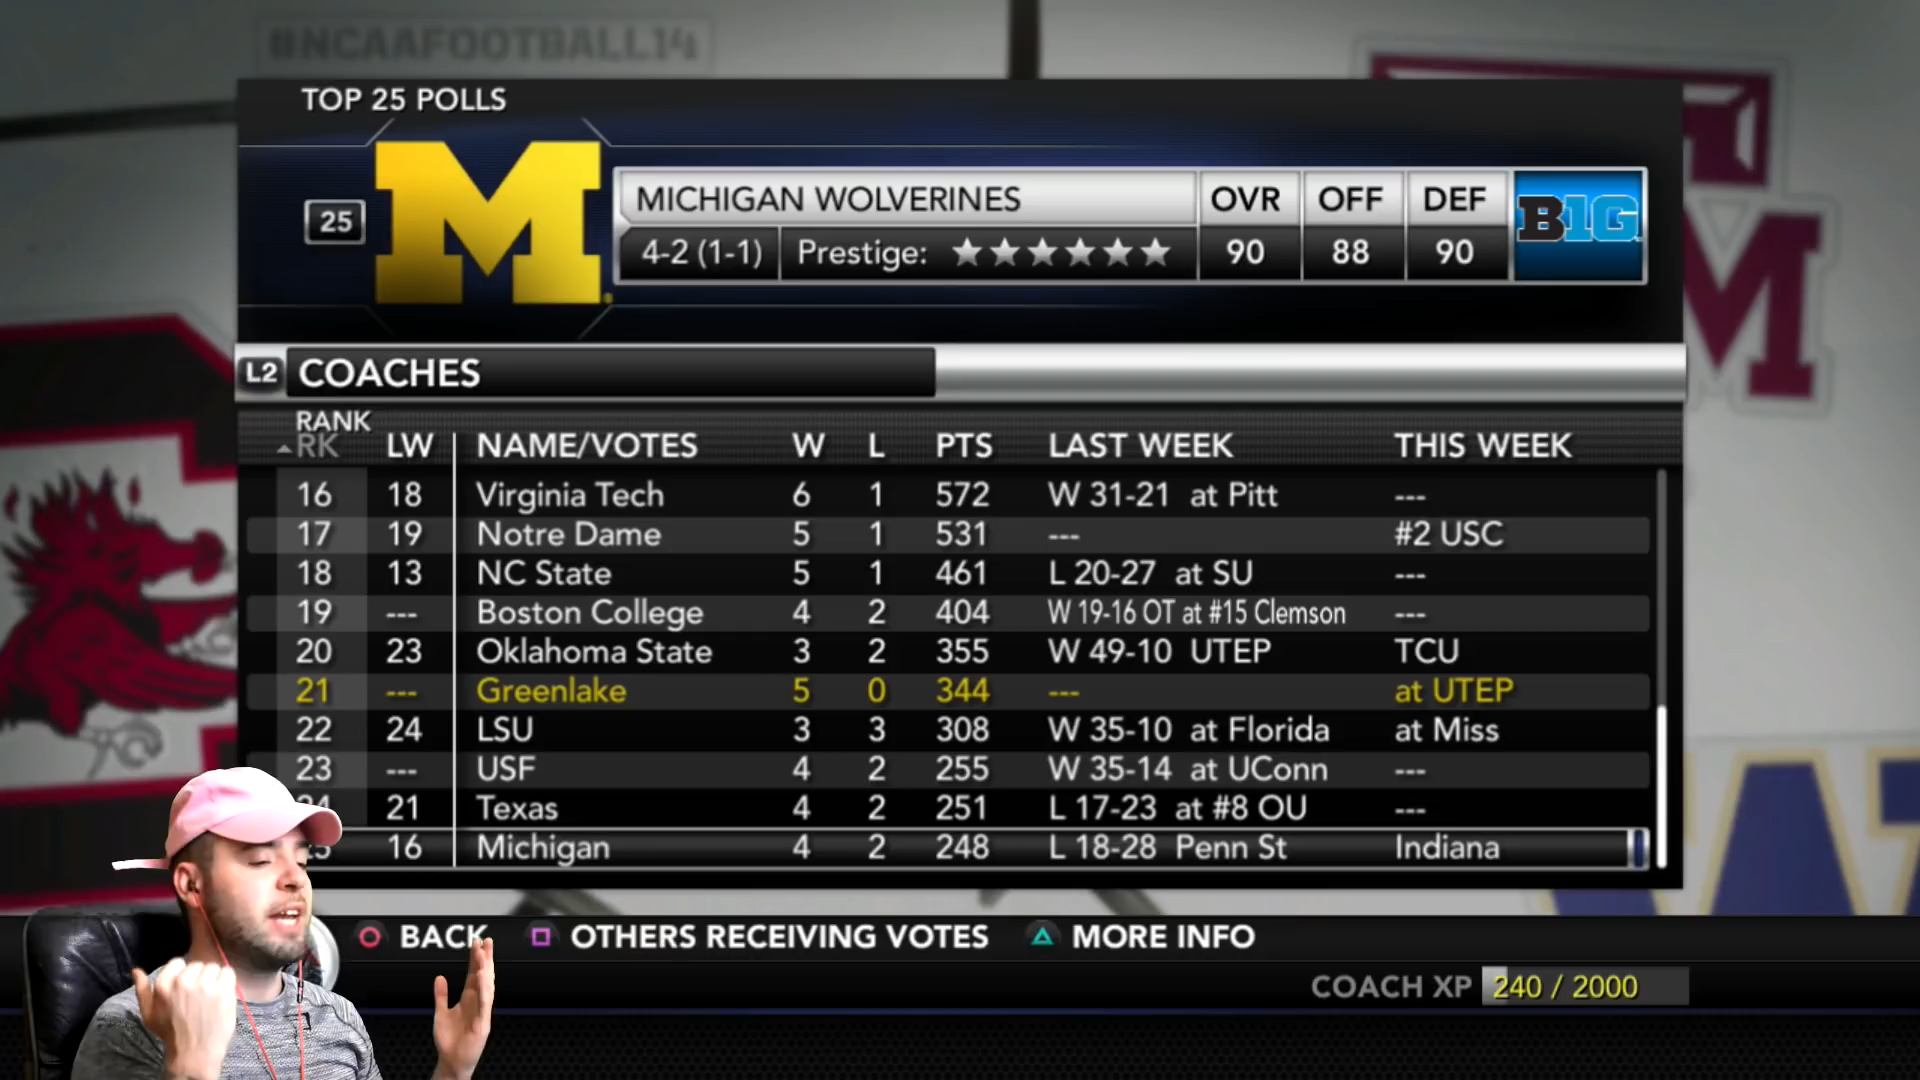 #NCAAFOOTBALL14
TOP 25 POLLS
25
MICHIGAN WOLVERINES OVR OFF DEF
4-2 (1-1) Prestige: 90 88 90
B1G
L2 COACHES
RANK
RK LW NAME/VOTES W L PTS LAST WEEK THIS WEEK
16 18 Virginia Tech 6 1 572 W 31-21 at Pitt ---
17 19 Notre Dame 5 1 531 --- #2 USC
18 13 NC State 5 1 461 L 20-27 at SU ---
19 --- Boston College 4 2 404 W 19-16 OT at #15 Clemson ---
20 23 Oklahoma State 3 2 355 W 49-10 UTEP TCU
21 --- Greenlake 5 0 344 --- at UTEP
22 24 LSU 3 3 308 W 35-10 at Florida at Miss
23 --- USF 4 2 255 W 35-14 at UConn ---
24 21 Texas 4 2 251 L 17-23 at #8 OU ---
25 16 Michigan 4 2 248 L 18-28 Penn St Indiana
BACK OTHERS RECEIVING VOTES MORE INFO
COACH XP 240 / 2000